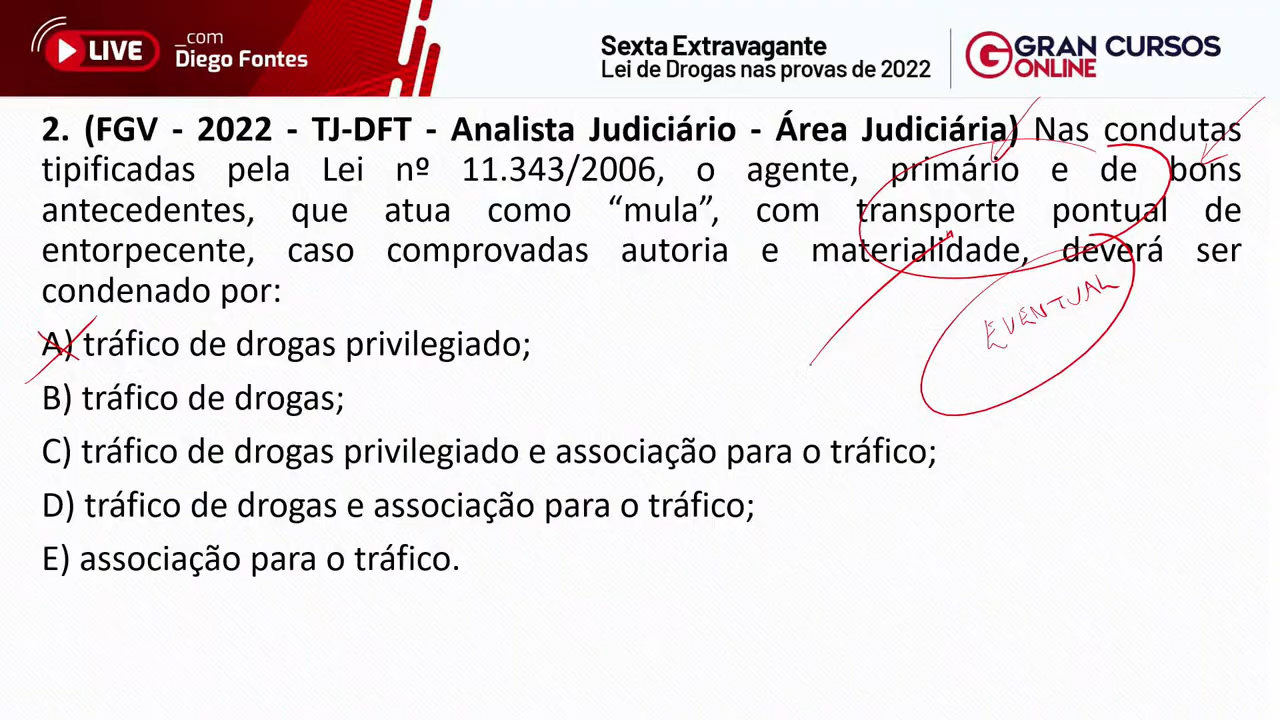 LIVE
_com
Diego Fontes
Sexta Extravagante
Lei de Drogas nas provas de 2022
GRAN CURSOS
ONLINE
2. (FGV - 2022 - TJ-DFT - Analista Judiciário - Área Judiciária) Nas condutas
tipificadas pela Lei nº 11.343/2006, o agente, primário e de bons
antecedentes, que atua como “mula”, com transporte pontual de
entorpecente, caso comprovadas autoria e materialidade, deverá ser
condenado por:
EVENTUAL
A) tráfico de drogas privilegiado;
B) tráfico de drogas;
C) tráfico de drogas privilegiado e associação para o tráfico;
D) tráfico de drogas e associação para o tráfico;
E) associação para o tráfico.